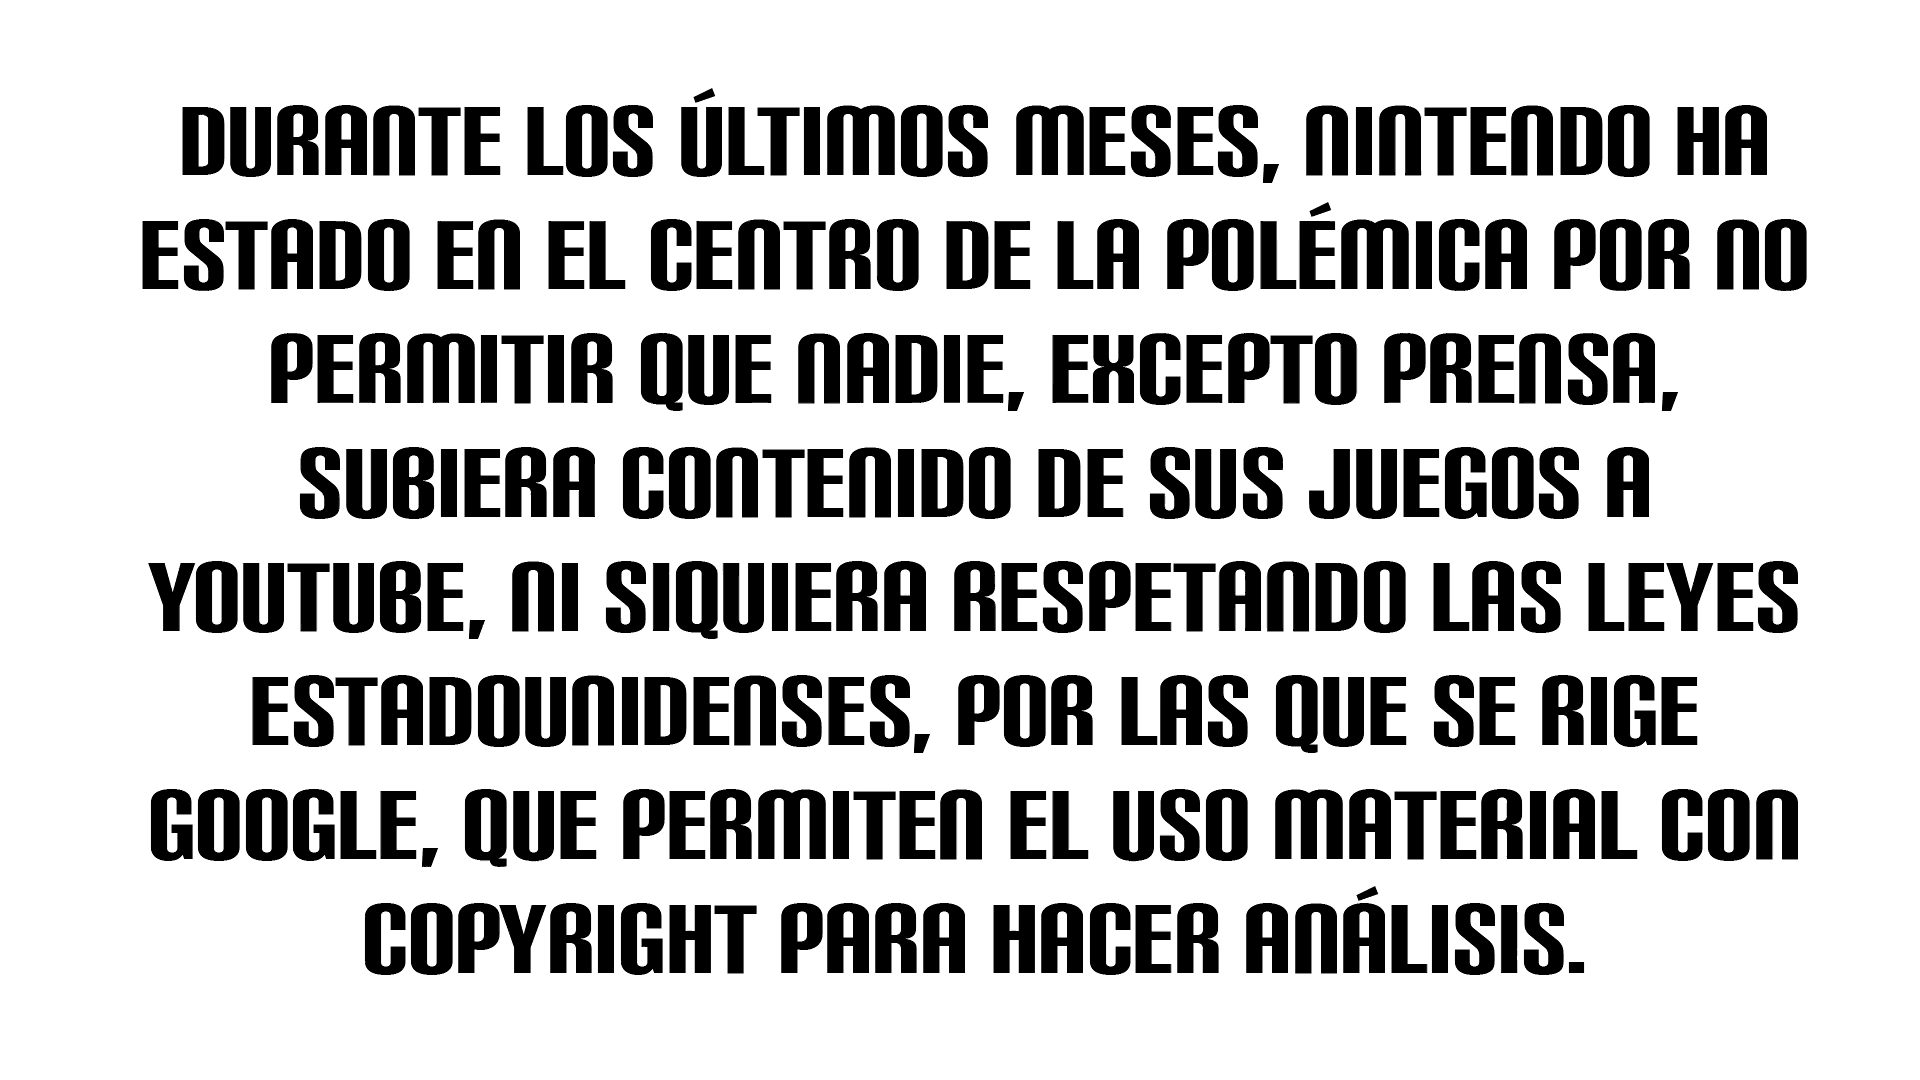 DURANTE LOS ÚLTIMOS MESES, NINTENDO HA
ESTADO EN EL CENTRO DE LA POLÉMICA POR NO
PERMITIR QUE NADIE, EXCEPTO PRENSA,
SUBIERA CONTENIDO DE SUS JUEGOS A
YOUTUBE, NI SIQUIERA RESPETANDO LAS LEYES
ESTADOUNIDENSES, POR LAS QUE SE RIGE
GOOGLE, QUE PERMITEN EL USO MATERIAL CON
COPYRIGHT PARA HACER ANÁLISIS.